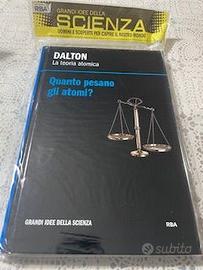 GRANDI IDEE DELLA
SCIENZA
UOMINI E SCOPERTE PER CAPIRE IL NOSTRO MONDO
RBA
DALTON
La teoria atomica
Quanto pesano
gli atomi?
GRANDI IDEE DELLA SCIENZA
RBA
subito